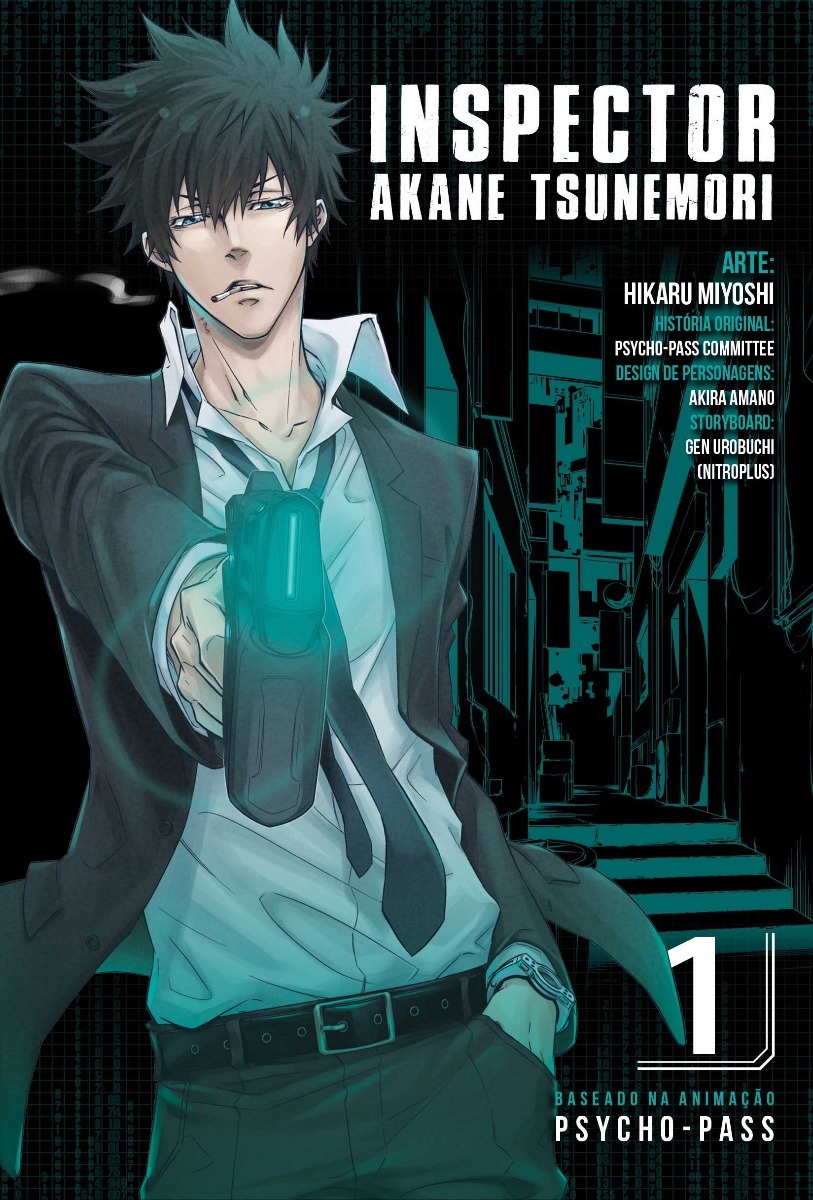 INSPECTOR
AKANE TSUNEMORI
ARTE:
HIKARU MIYOSHI
HISTÓRIA ORIGINAL:
PSYCHO-PASS COMMITTEE
DESIGN DE PERSONAGENS:
AKIRA AMANO
STORYBOARD:
GEN UROBUCHI
(NITROPLUS)
1
BASEADO NA ANIMAÇÃO
PSYCHO-PASS